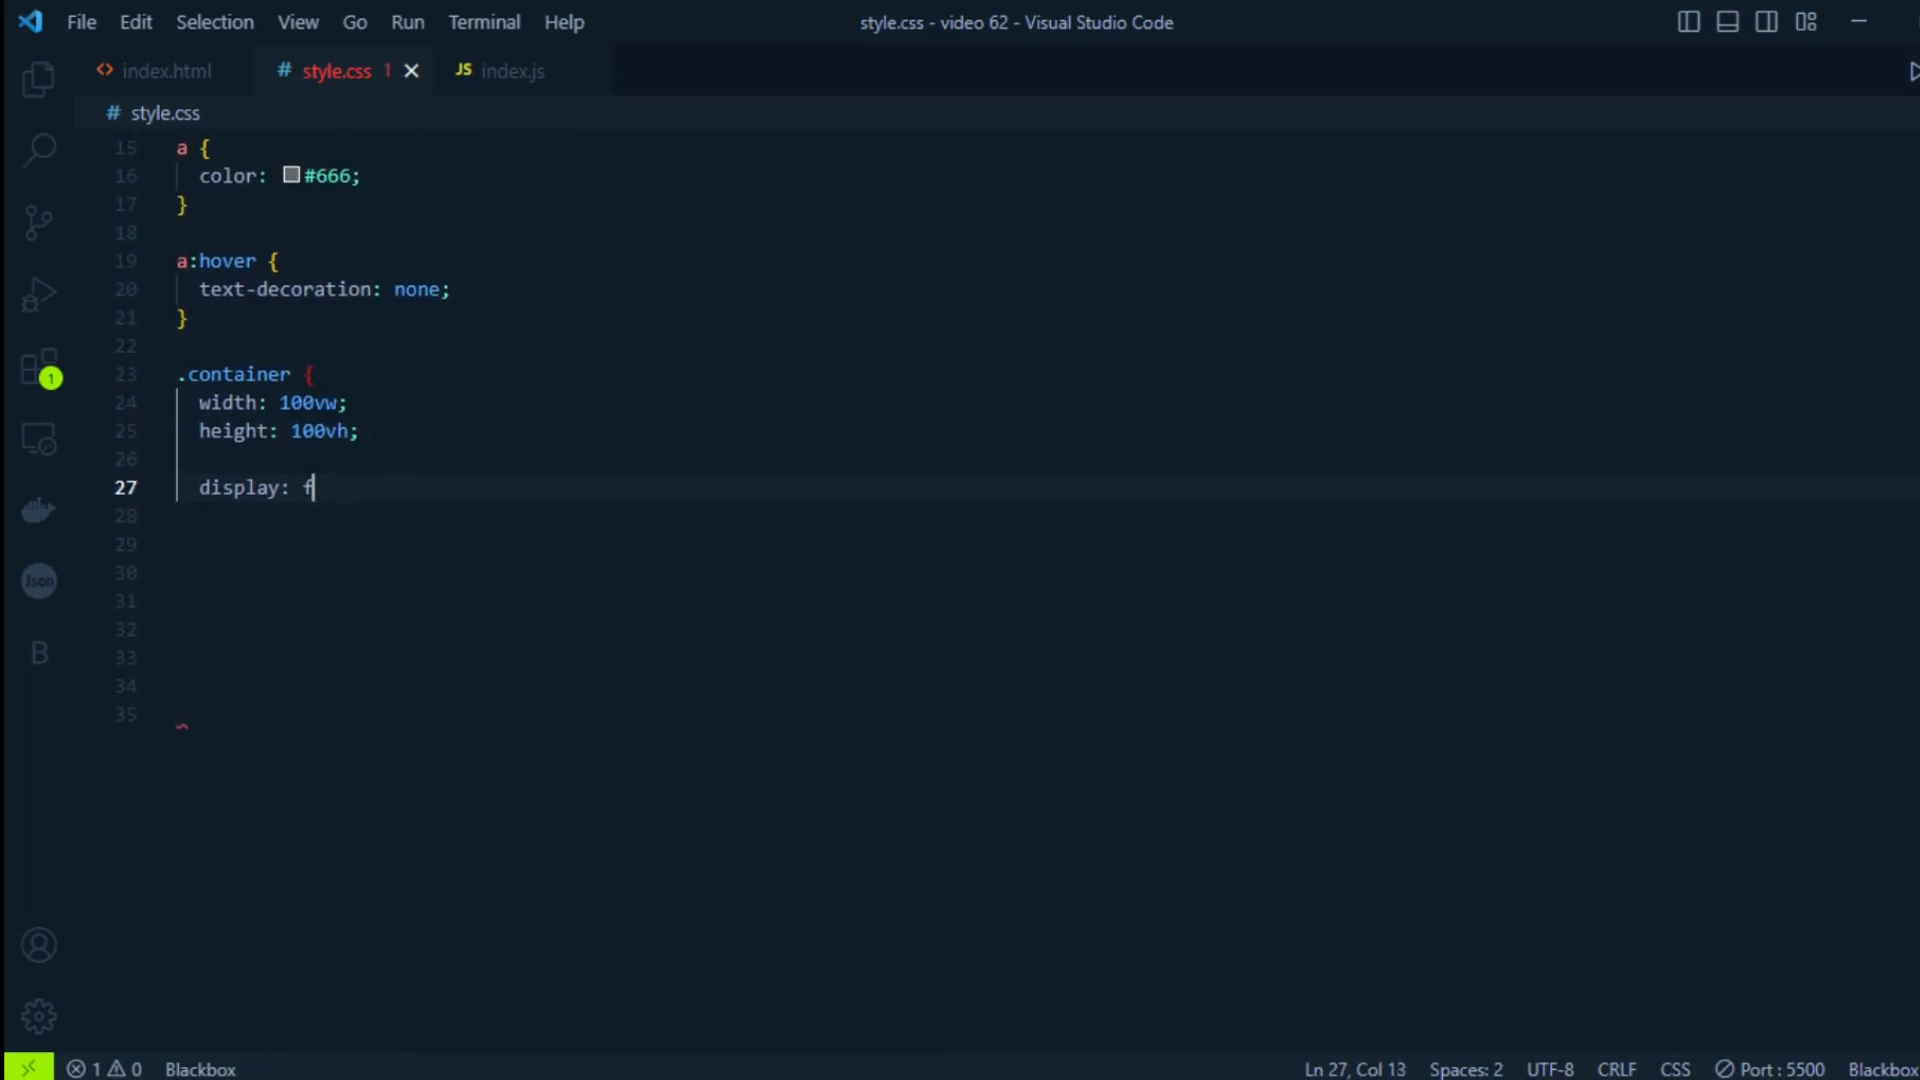 File Edit Selection View Go Run Terminal Help style.css - video 62 - Visual Studio Code
<> index.html # style.css 1 JS index.js
# style.css
15 a {
16 color: #666;
17 }
18
19 a:hover {
20 text-decoration: none;
21 }
22
23 .container {
24 width: 100vw;
25 height: 100vh;
26
27 display: f
28
29
30
31
32
33
34
35
1
Json
B
1 0 Blackbox Ln 27, Col 13 Spaces: 2 UTF-8 CRLF CSS Port : 5500 Blackbox